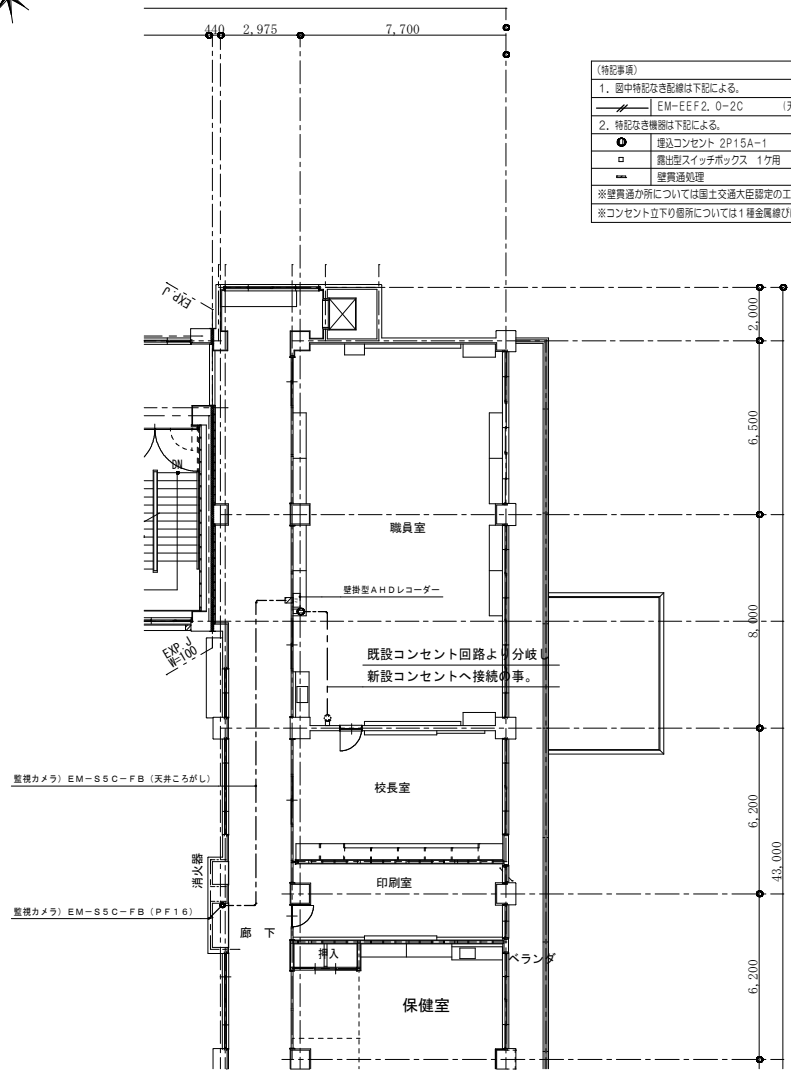 440 2,975 7,700
(特記事項)
1. 図中特記なき配線は下記による。
EM-EEF2.0-2C (天
2. 特記なき機器は下記による。
埋込コンセント 2P15A-1
露出型スイッチボックス 1ケ用
壁貫通処理
※壁貫通か所については国土交通大臣認定の工
※コンセント立下り個所については1種金属線ぴ
EXP.J
2,000
6,500
DN
職員室
壁掛型AHDレコーダー
8,000
EXP.J
W=100
既設コンセント回路より分岐し
新設コンセントへ接続の事。
監視カメラ) EM-S5C-FB (天井ころがし)
校長室
6,200
43,000
消火器
印刷室
監視カメラ) EM-S5C-FB (PF16)
廊下
押入
ベランダ
6,200
保健室